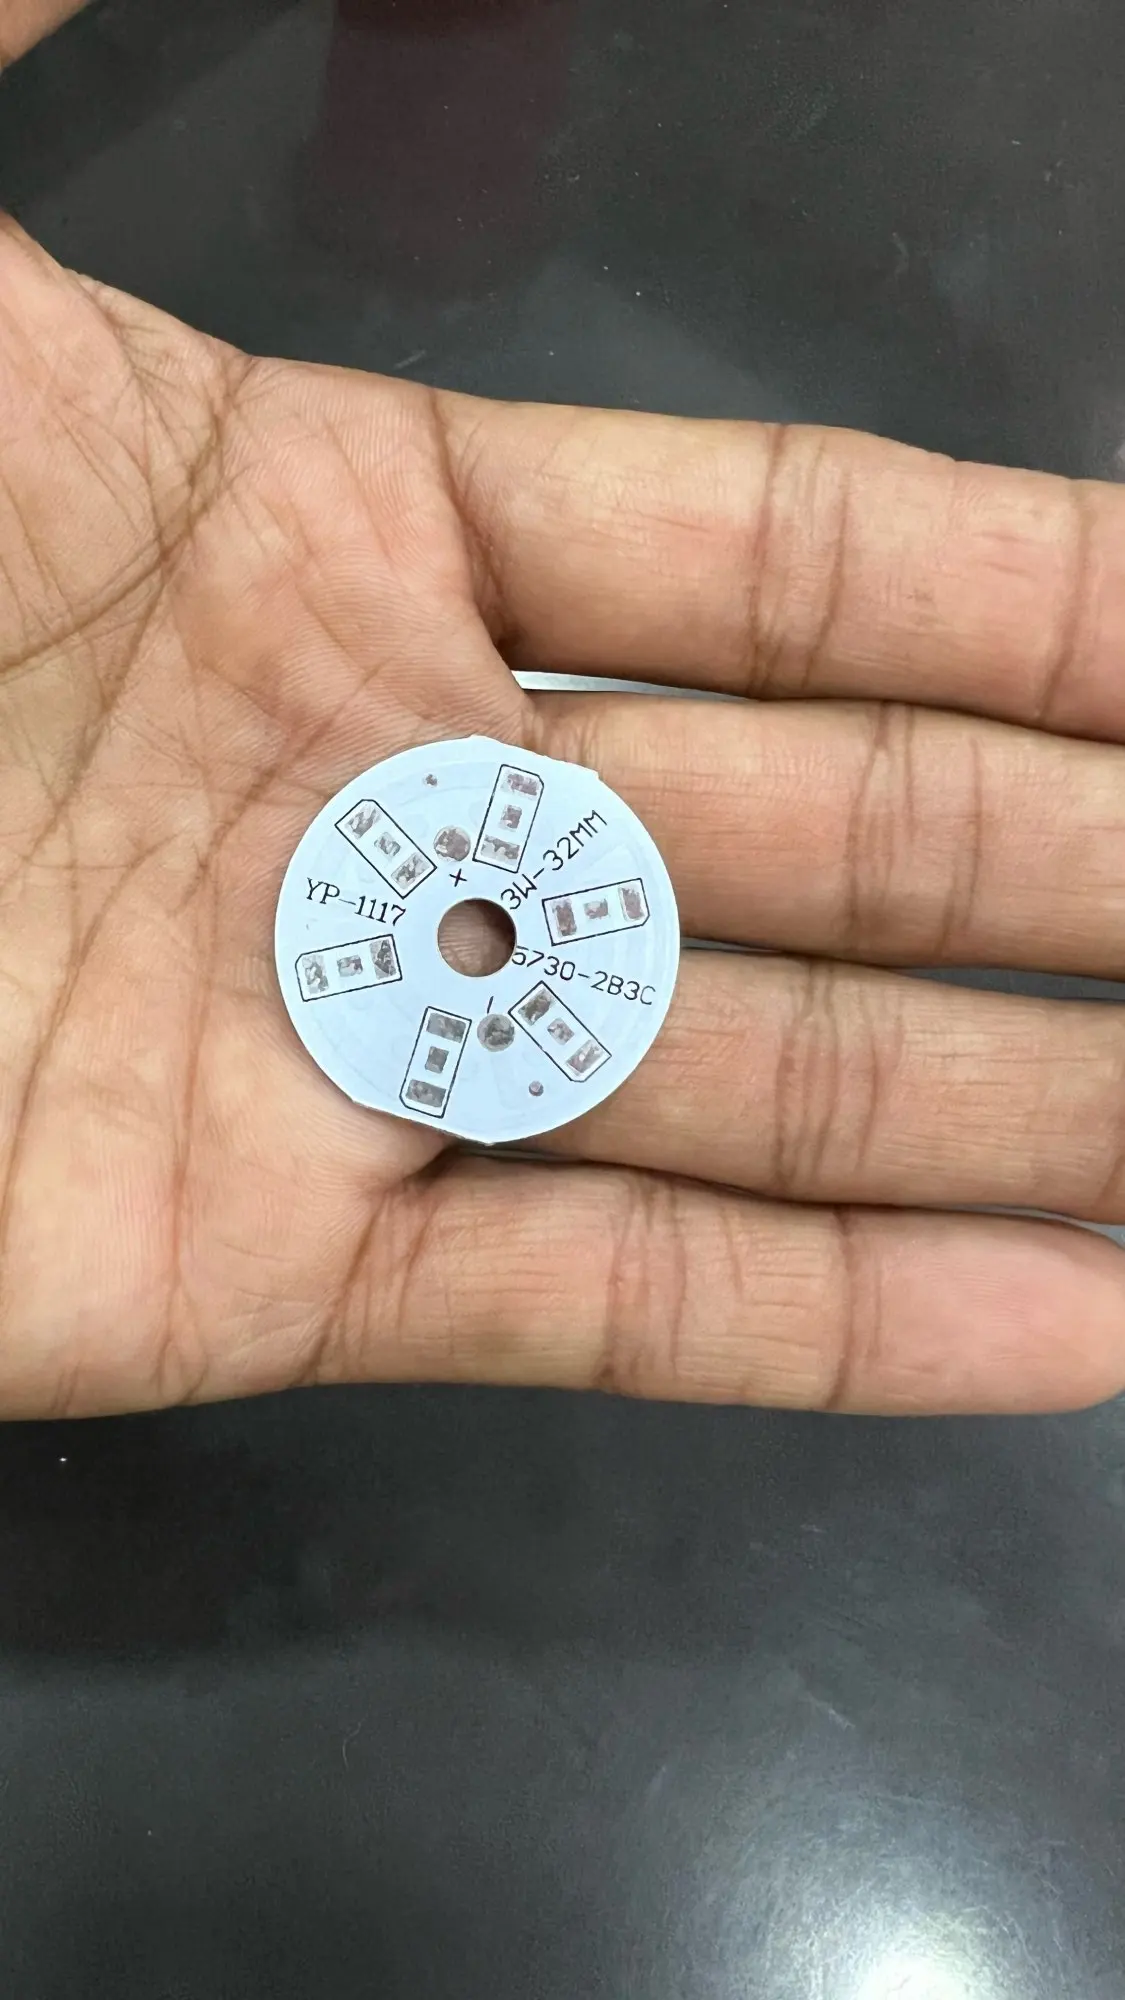 YP-1117
+
3W-32MM
5730-2B3C
-